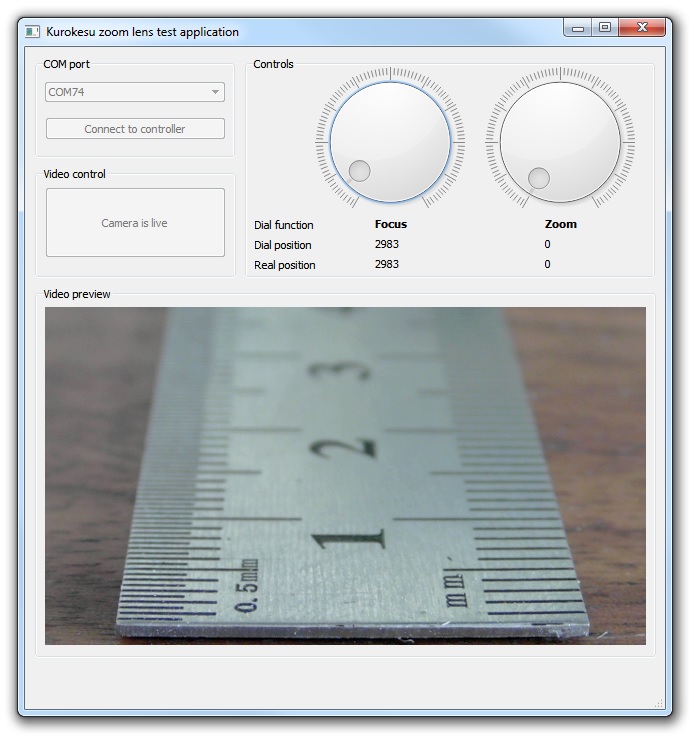 Kurokesu zoom lens test application
COM port
COM74
Connect to controller
Video control
Camera is live
Controls
Dial function Focus Zoom
Dial position 2983 0
Real position 2983 0
Video preview
3
2
1
0.5mm
mm